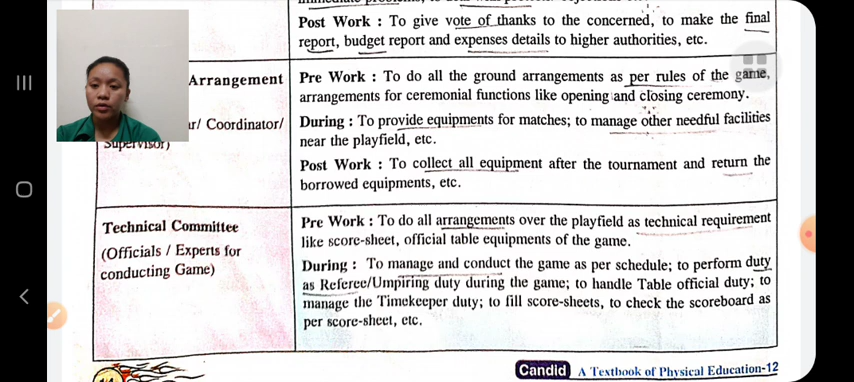 Post Work : To give vote of thanks to the concerned, to make the final
report, budget report and expenses details to higher authorities, etc.
Arrangement
r/ Coordinator/
Supervisor)
Pre Work : To do all the ground arrangements as per rules of the game,
arrangements for ceremonial functions like opening and closing ceremony.
During : To provide equipments for matches; to manage other needful facilities
near the playfield, etc.
Post Work : To collect all equipment after the tournament and return the
borrowed equipments, etc.
Technical Committee
(Officials / Experts for
conducting Game)
Pre Work : To do all arrangements over the playfield as technical requirement
like score-sheet, official table equipments of the game.
During : To manage and conduct the game as per schedule; to perform duty
as Referee/Umpiring duty during the game; to handle Table official duty; to
manage the Timekeeper duty; to fill score-sheets, to check the scoreboard as
per score-sheet, etc.
Candid A Textbook of Physical Education-12